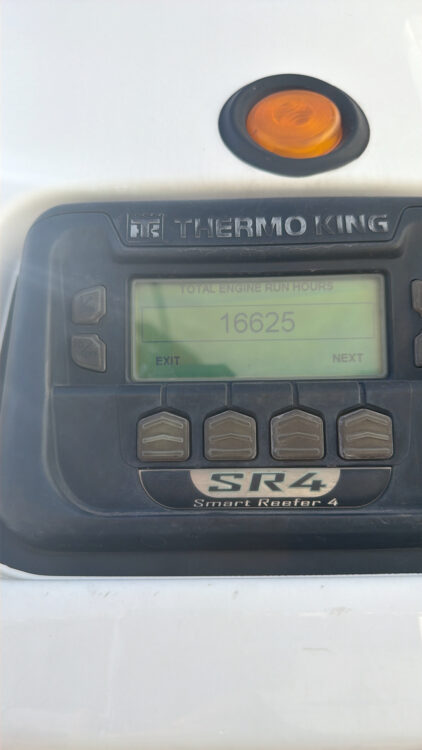 THERMO KING
TOTAL ENGINE RUN HOURS
16625
EXIT
NEXT
SR4
Smart Reefer 4